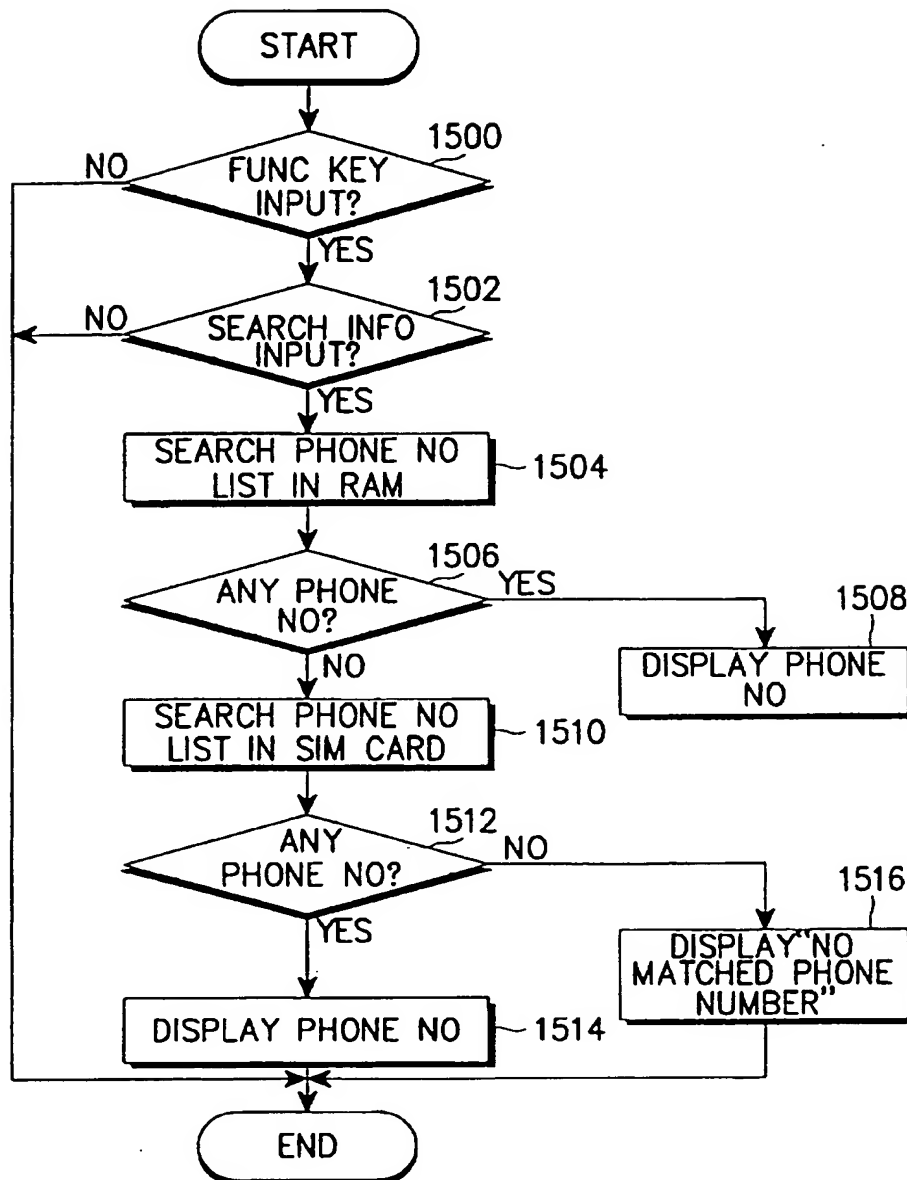 START
1500
NO
FUNC KEY
INPUT?
YES
1502
NO
SEARCH INFO
INPUT?
YES
SEARCH PHONE NO
LIST IN RAM
1504
1506
ANY PHONE
NO?
YES
1508
DISPLAY PHONE
NO
NO
SEARCH PHONE NO
LIST IN SIM CARD
1510
1512
ANY
PHONE NO?
NO
1516
DISPLAY“NO
MATCHED PHONE
NUMBER”
YES
DISPLAY PHONE NO
1514
END